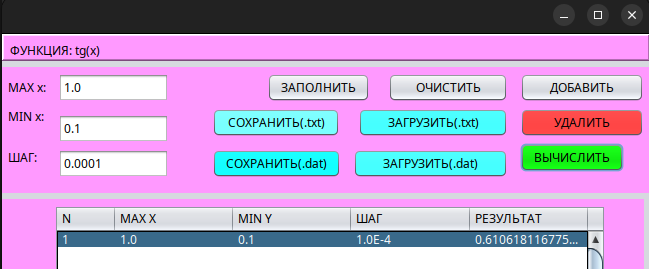 ФУНКЦИЯ: tg(x)
MAX x: 1.0 ЗАПОЛНИТЬ ОЧИСТИТЬ ДОБАВИТЬ
MIN x: 0.1 СОХРАНИТЬ(.txt) ЗАГРУЗИТЬ(.txt) УДАЛИТЬ
ШАГ: 0.0001 СОХРАНИТЬ(.dat) ЗАГРУЗИТЬ(.dat) ВЫЧИСЛИТЬ
N MAX X MIN Y ШАГ РЕЗУЛЬТАТ
1 1.0 0.1 1.0E-4 0.610618116775...